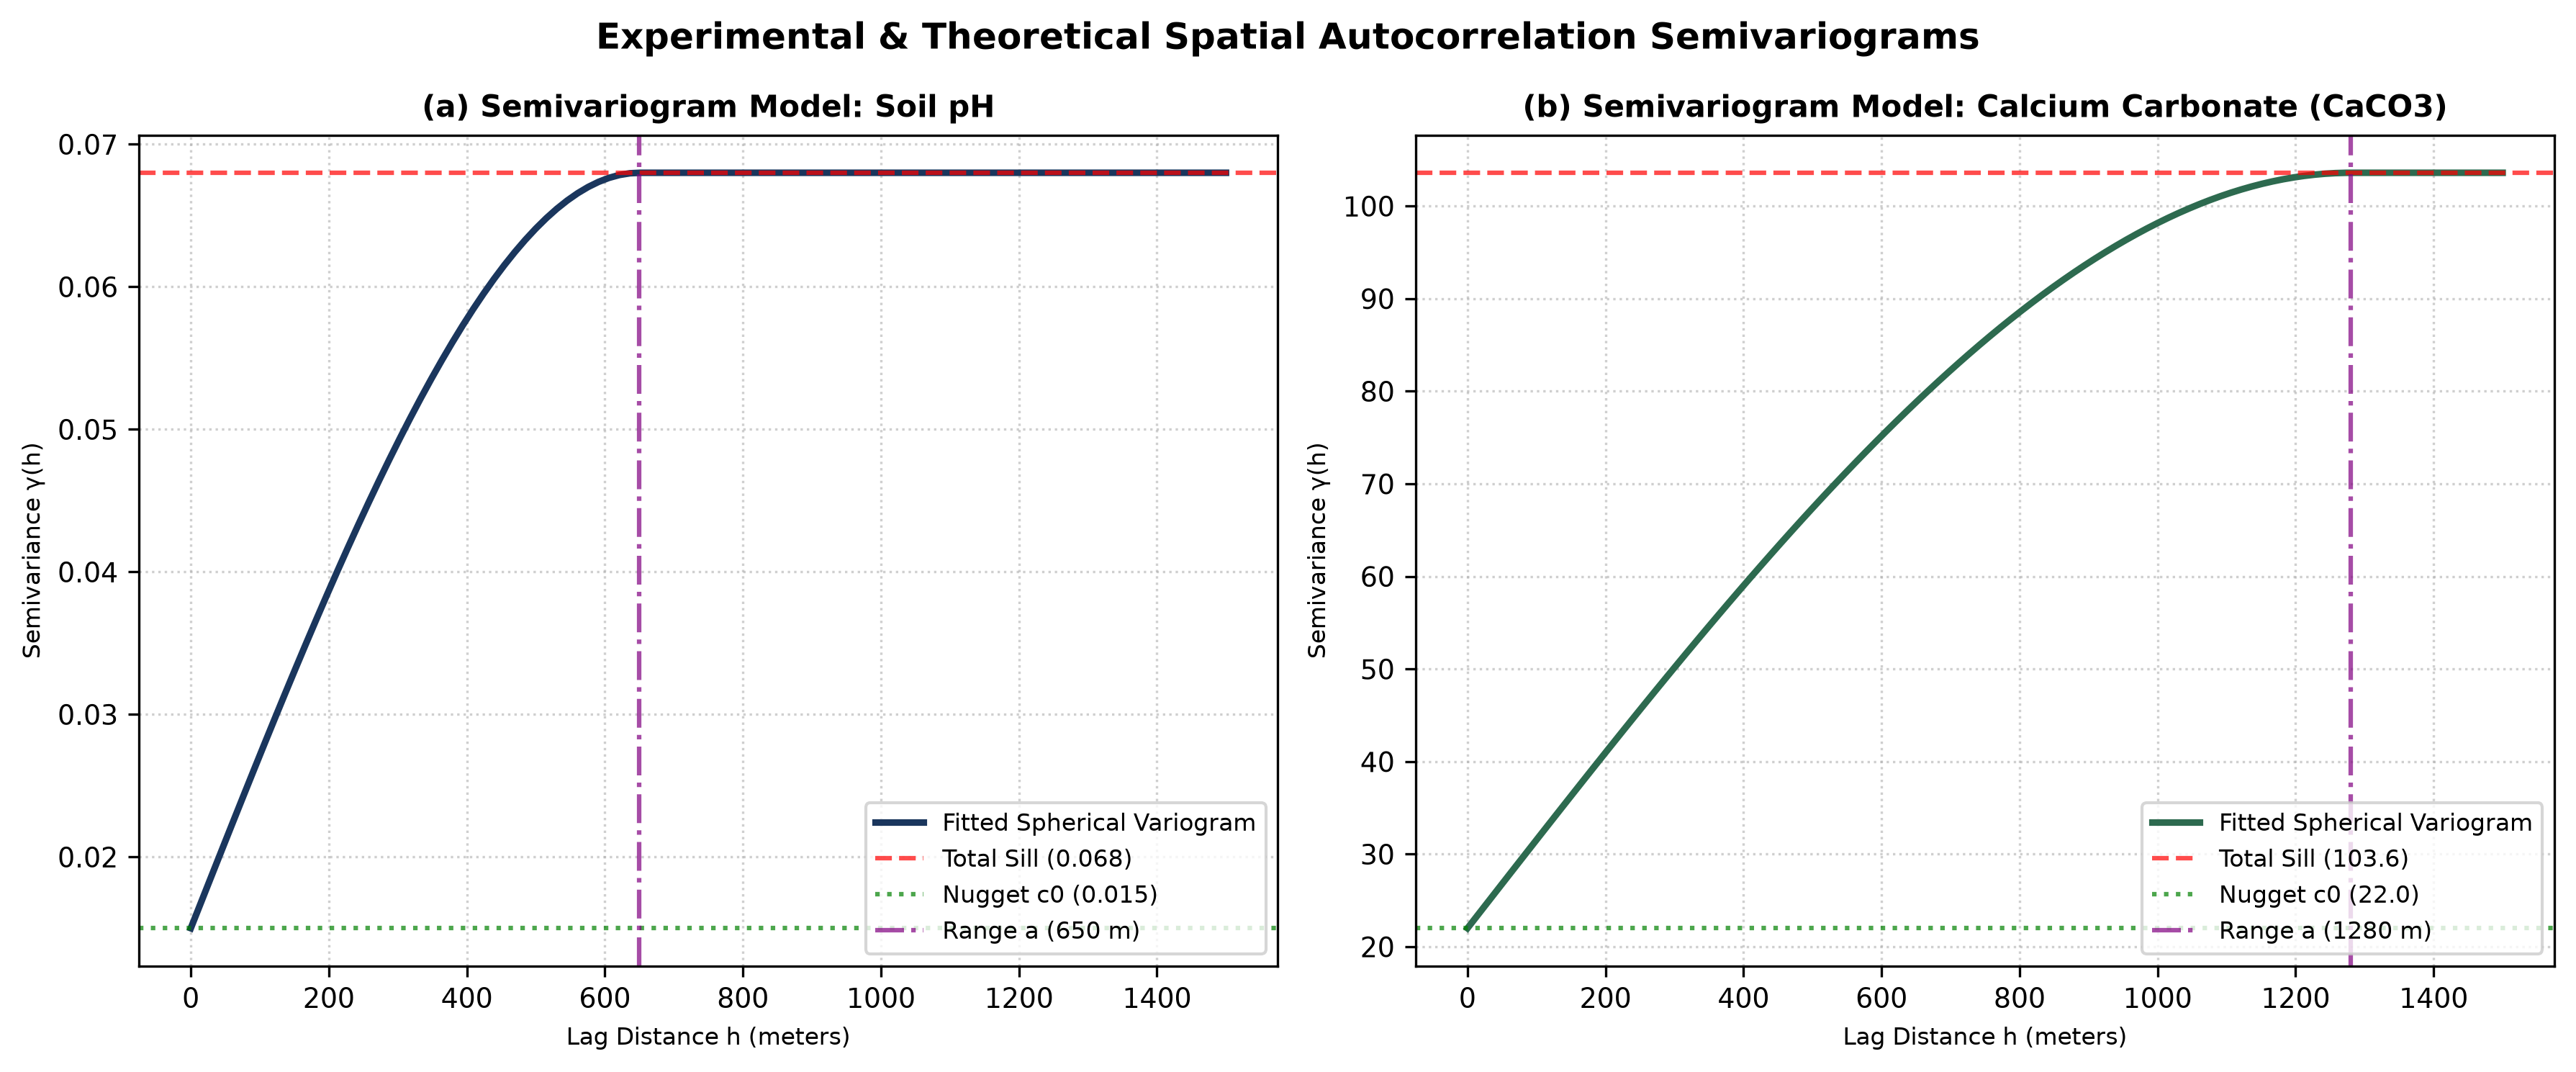 Experimental & Theoretical Spatial Autocorrelation Semivariograms
(a) Semivariogram Model: Soil pH
0.07
0.06
0.05
0.04
0.03
0.02
Semivariance γ(h)
0
200
400
600
800
1000
1200
1400
Lag Distance h (meters)
Fitted Spherical Variogram
Total Sill (0.068)
Nugget c0 (0.015)
Range a (650 m)
(b) Semivariogram Model: Calcium Carbonate (CaCO3)
100
90
80
70
60
50
40
30
20
Semivariance γ(h)
0
200
400
600
800
1000
1200
1400
Lag Distance h (meters)
Fitted Spherical Variogram
Total Sill (103.6)
Nugget c0 (22.0)
Range a (1280 m)